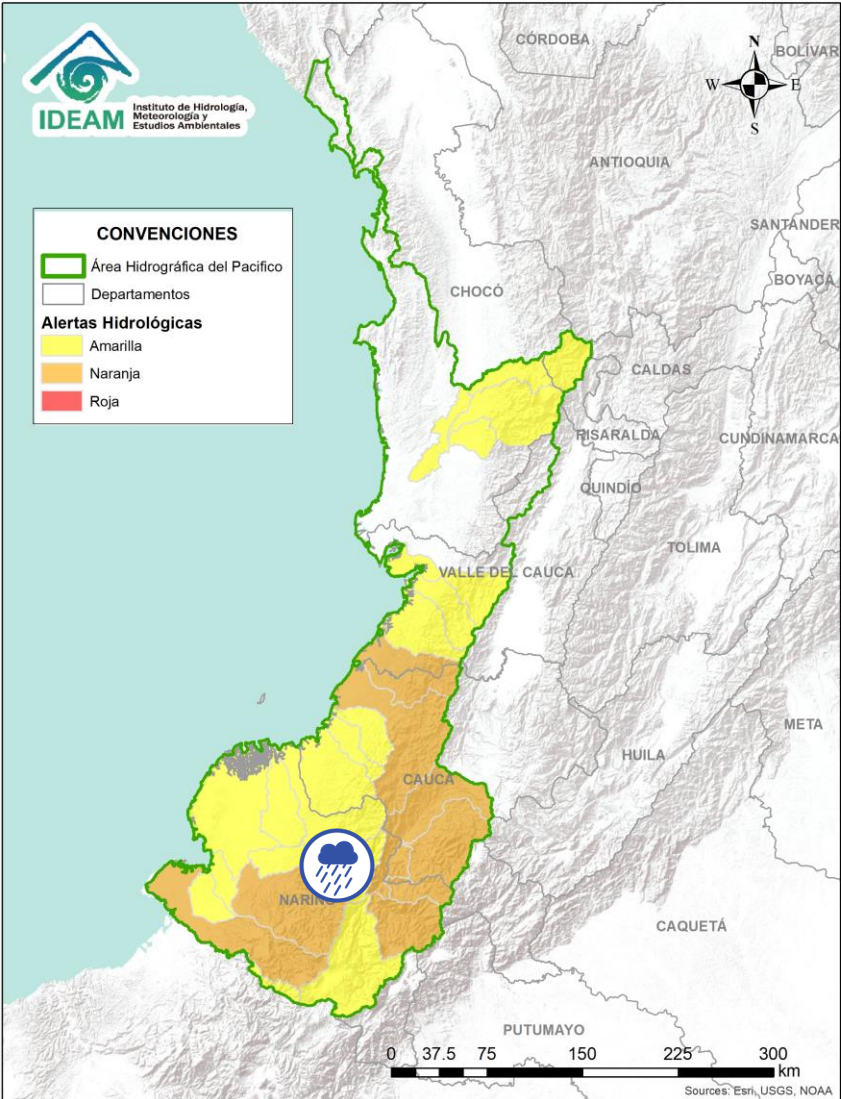 IDEAM
Instituto de Hidrología,
Meteorología y
Estudios Ambientales
N
W
E
S
CÓRDOBA
BOLÍVAR
ANTIOQUIA
SANTANDER
BOYACÁ
CONVENCIONES
Área Hidrográfica del Pacifico
Departamentos
Alertas Hidrológicas
Amarilla
Naranja
Roja
CHOCÓ
CALDAS
RISARALDA
CUNDINAMARCA
QUINDÍO
TOLIMA
VALLE DEL CAUCA
META
HUILA
CAUCA
NARIÑO
CAQUETÁ
PUTUMAYO
0 37.5 75 150 225 300
km
Sources: Esri, USGS, NOAA